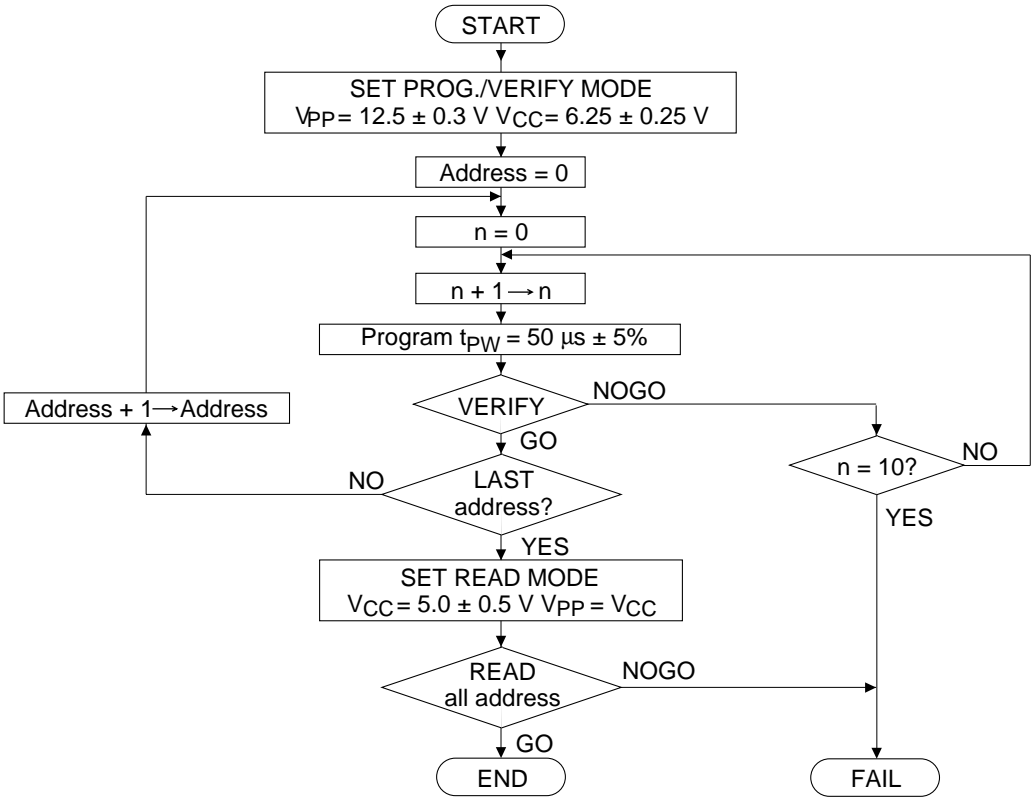 START
SET PROG./VERIFY MODE
VPP = 12.5 ± 0.3 V VCC = 6.25 ± 0.25 V
Address = 0
n = 0
n + 1 → n
Program tPW = 50 μs ± 5%
Address + 1 → Address
VERIFY
NOGO
GO
n = 10?
NO
NO
LAST
address?
YES
YES
SET READ MODE
VCC = 5.0 ± 0.5 V VPP = VCC
READ
all address
NOGO
GO
END
FAIL